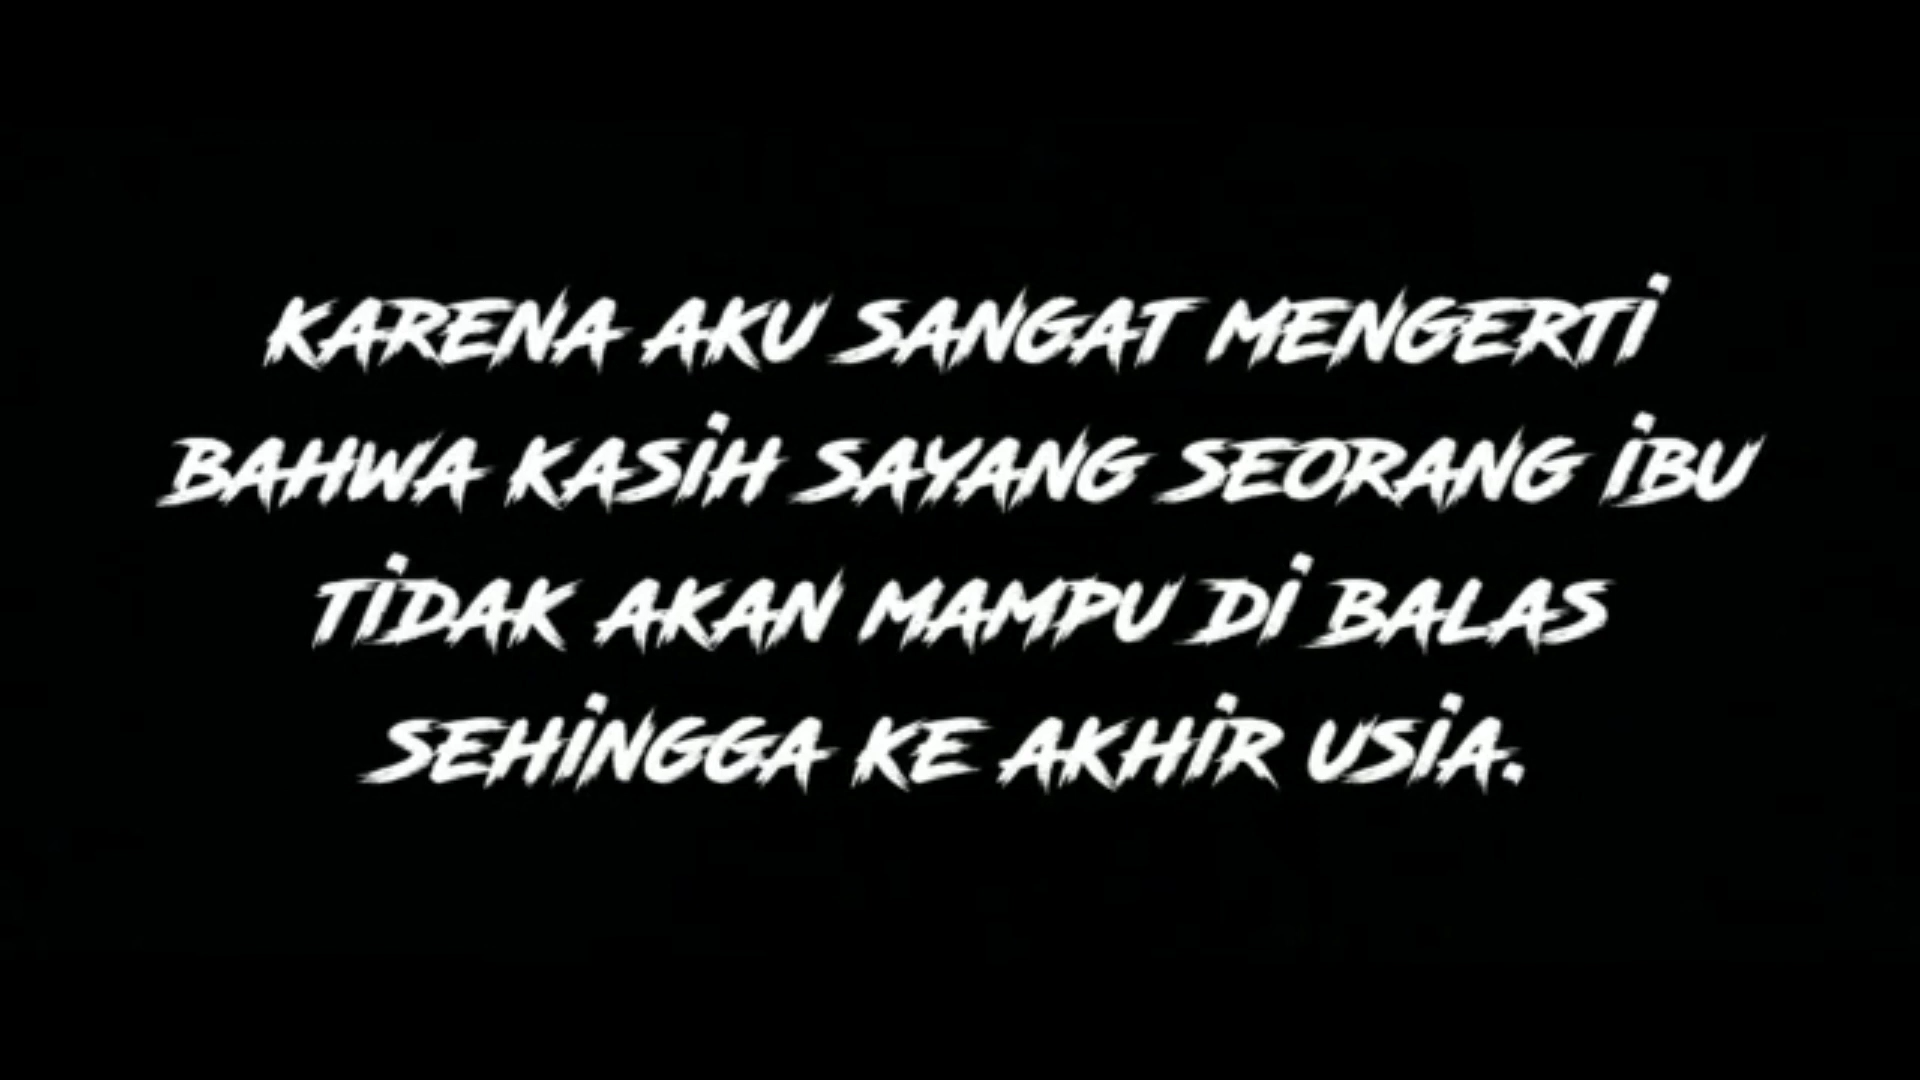 KARENA AKU SANGAT MENGERTI
BAHWA KASIH SAYANG SEORANG IBU
TIDAK AKAN MAMPU DI BALAS
SEHINGGA KE AKHIR USIA.